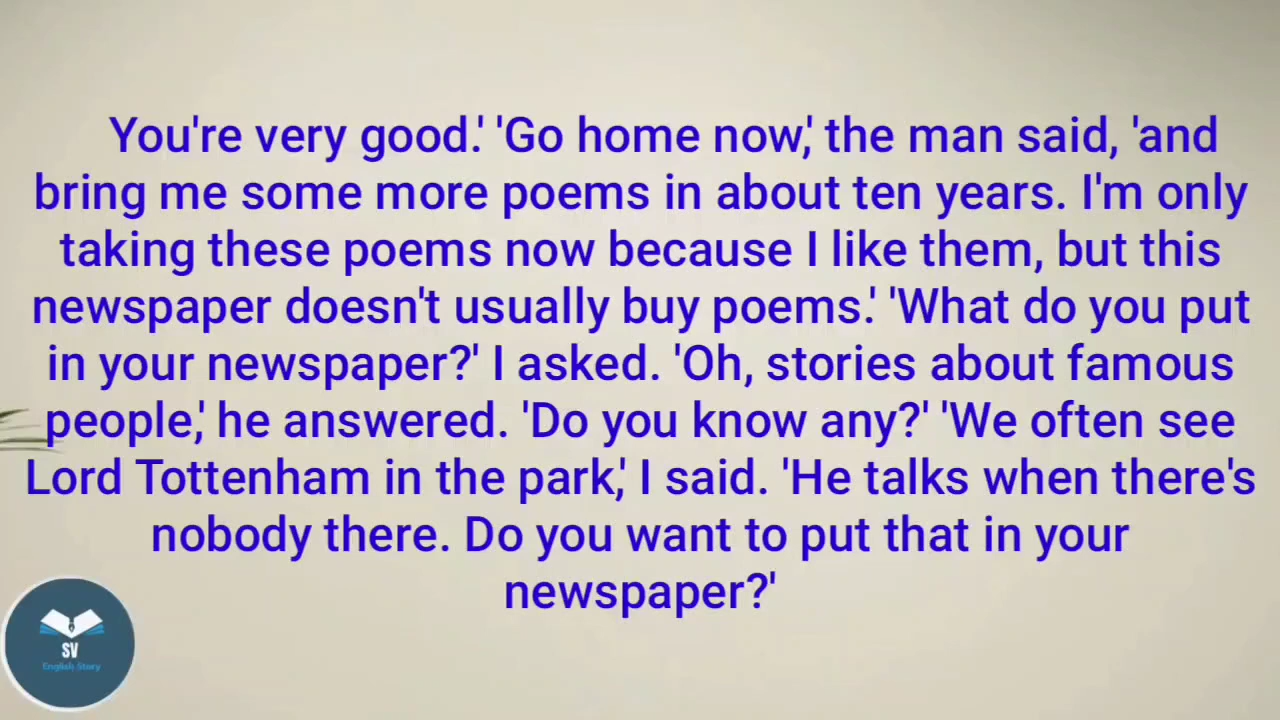 You're very good.' 'Go home now,' the man said, 'and
bring me some more poems in about ten years. I'm only
taking these poems now because I like them, but this
newspaper doesn't usually buy poems.' 'What do you put
in your newspaper?' I asked. 'Oh, stories about famous
people,' he answered. 'Do you know any?' 'We often see
Lord Tottenham in the park,' I said. 'He talks when there's
nobody there. Do you want to put that in your
newspaper?'
SV
English Story